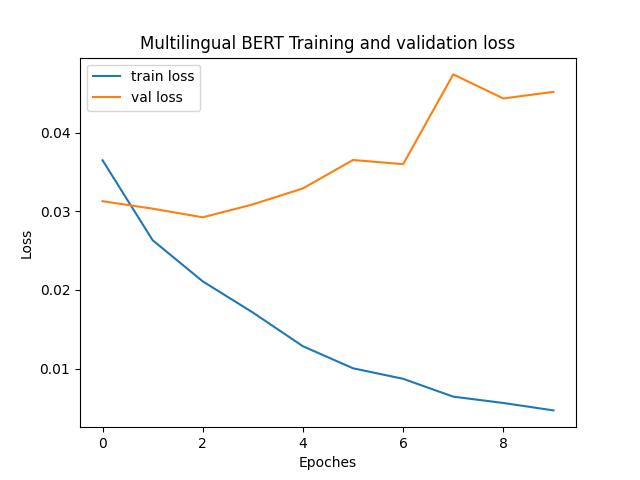 Multilingual BERT Training and validation loss
train loss
val loss
0.04
0.03
0.02
0.01
Loss
0 2 4 6 8
Epoches